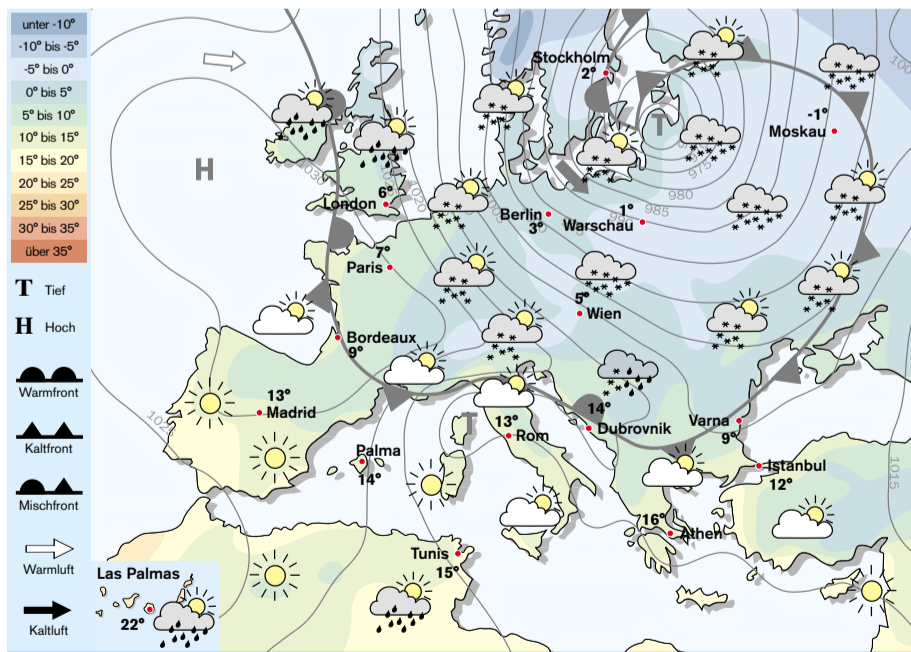 unter -10°
-10° bis -5°
-5° bis 0°
0° bis 5°
5° bis 10°
10° bis 15°
15° bis 20°
20° bis 25°
25° bis 30°
30° bis 35°
über 35°
T Tief
H Hoch
Warmfront
Kaltfront
Mischfront
Warmluft
Kaltluft
Stockholm
2°
T
-1°
Moskau
H
975
980
985
1030
1020
London
6°
Berlin
3°
1°
Warschau
7°
Paris
5°
Wien
Bordeaux
9°
13°
Madrid
T
13°
Rom
14°
Dubrovnik
Varna
9°
Palma
14°
Istanbul
12°
1015
16°
Athen
Tunis
15°
Las Palmas
22°